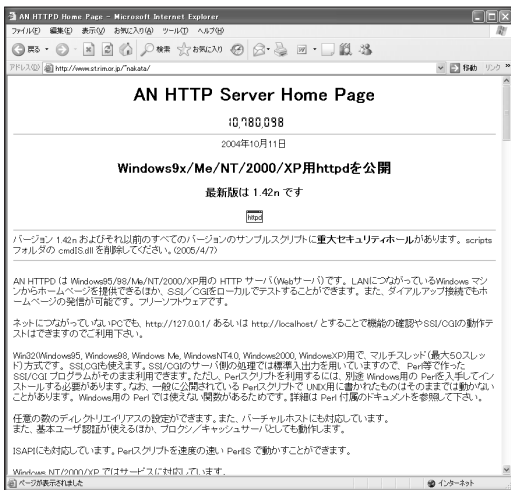 AN HTTPD Home Page - Microsoft Internet Explorer
ファイル(F) 編集(E) 表示(V) お気に入り(A) ツール(T) ヘルプ(H)
戻る 検索 お気に入り
アドレス(D) http://www.st.rim.or.jp/~nakata/ 移動 リンク »
AN HTTP Server Home Page
10,780,098
2004年10月11日
Windows9x/Me/NT/2000/XP用httpdを公開
最新版は 1.42n です
httpd
バージョン 1.42n およびそれ以前のすべてのバージョンのサンプルスクリプトに重大セキュリティホールがあります。scripts
フォルダの cmdIS.dll を削除してください。(2005/4/7)
AN HTTPD は Windows95/98/Me/NT/2000/XP用の HTTP サーバ(Webサーバ)です。LANにつながっているWindows マシ
ンからホームページを提供できるほか、SSI/CGIをローカルでテストすることができます。また、ダイアルアップ接続でもホ
ームページの発信が可能です。フリーソフトウェアです。
ネットにつながっていないPCでも、http://127.0.0.1/ あるいは http://localhost/ とすることで機能の確認やSSI/CGIの動作テ
ストはできますのでご利用下さい。
Win32(Windows95, Windows98, Windows Me, WindowsNT4.0, Windows2000, WindowsXP)用で、マルチスレッド(最大50スレッ
ド)方式です。SSI,CGIも使えます。SSI/CGIのサーバ側の処理では標準入出力を用いていますので、Perl等で作った
SSI/CGI プログラムがそのまま利用できます。ただし、Perlスクリプトを利用するには、別途 Windows用の Perlを入手してイン
ストールする必要があります。なお、一般に公開されている Perlスクリプトで UNIX用に書かれたものはそのままでは動かない
ことがあります。Windows用の Perl では使えない関数があるためです。詳細は Perl 付属のドキュメントを参照して下さい。
任意の数のディレクトリエイリアスの設定ができます。また、バーチャルホストにも対応しています。
また、基本ユーザ認証が使えるほか、プロクシ/キャッシュサーバとしても動作します。
ISAPIにも対応しています。Perlスクリプトを速度の速い PerlIS で動かすことができます。
Windows NT/2000/XP ではサービスに対応しています。
ページが表示されました インターネット